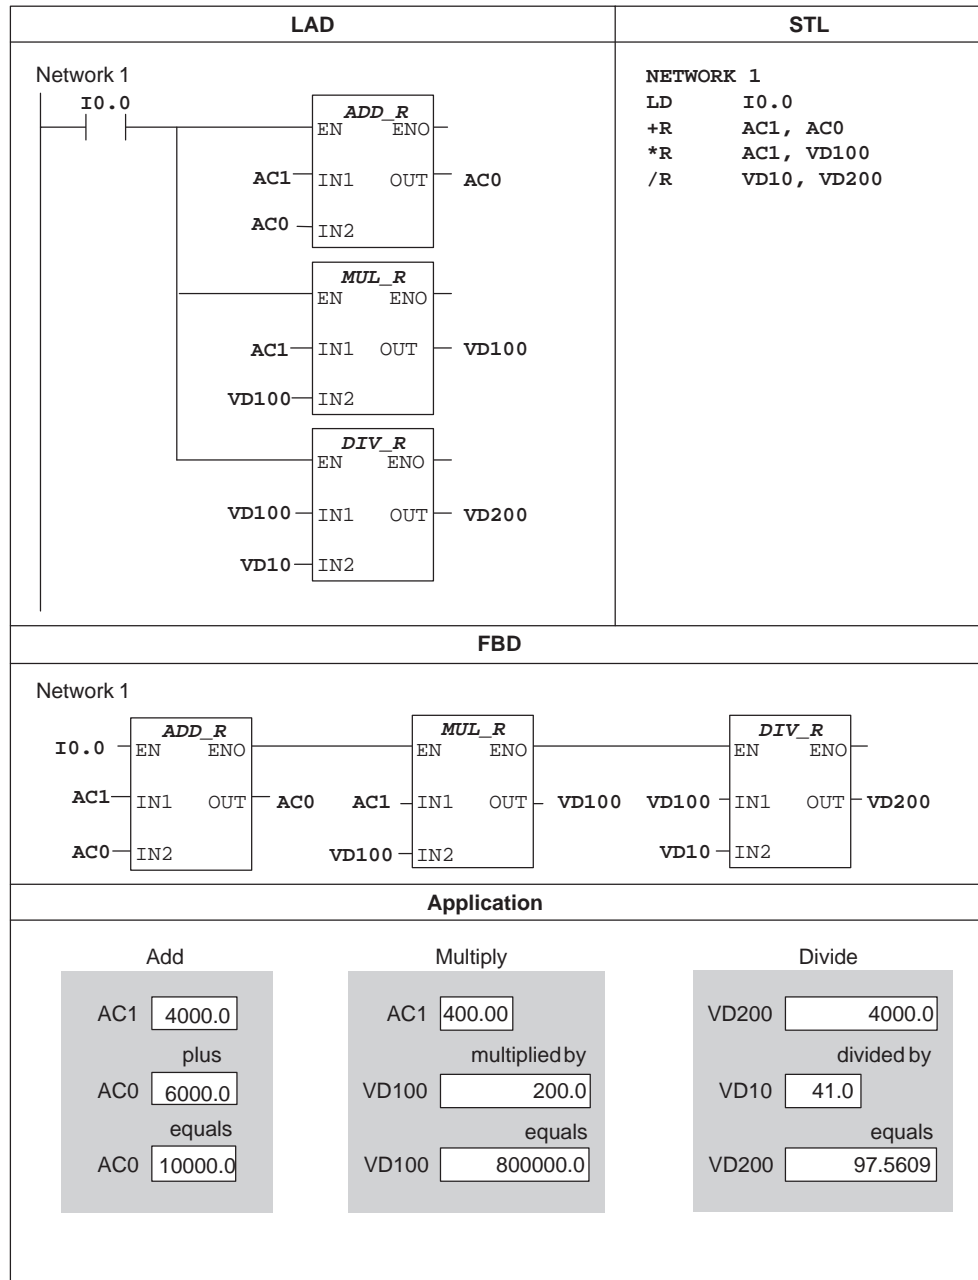 LAD
STL
Network 1
I0.0
ADD_R
EN ENO
AC1 IN1 OUT AC0
AC0 IN2
MUL_R
EN ENO
AC1 IN1 OUT VD100
VD100 IN2
DIV_R
EN ENO
VD100 IN1 OUT VD200
VD10 IN2
NETWORK 1
LD I0.0
+R AC1, AC0
*R AC1, VD100
/R VD10, VD200
FBD
Network 1
ADD_R
I0.0 EN ENO
AC1 IN1 OUT AC0
AC0 IN2
MUL_R
EN ENO
AC1 IN1 OUT VD100
VD100 IN2
DIV_R
EN ENO
VD100 IN1 OUT VD200
VD10 IN2
Application
Add
AC1 4000.0
plus
AC0 6000.0
equals
AC0 10000.0
Multiply
AC1 400.00
multiplied by
VD100 200.0
equals
VD100 800000.0
Divide
VD200 4000.0
divided by
VD10 41.0
equals
VD200 97.5609